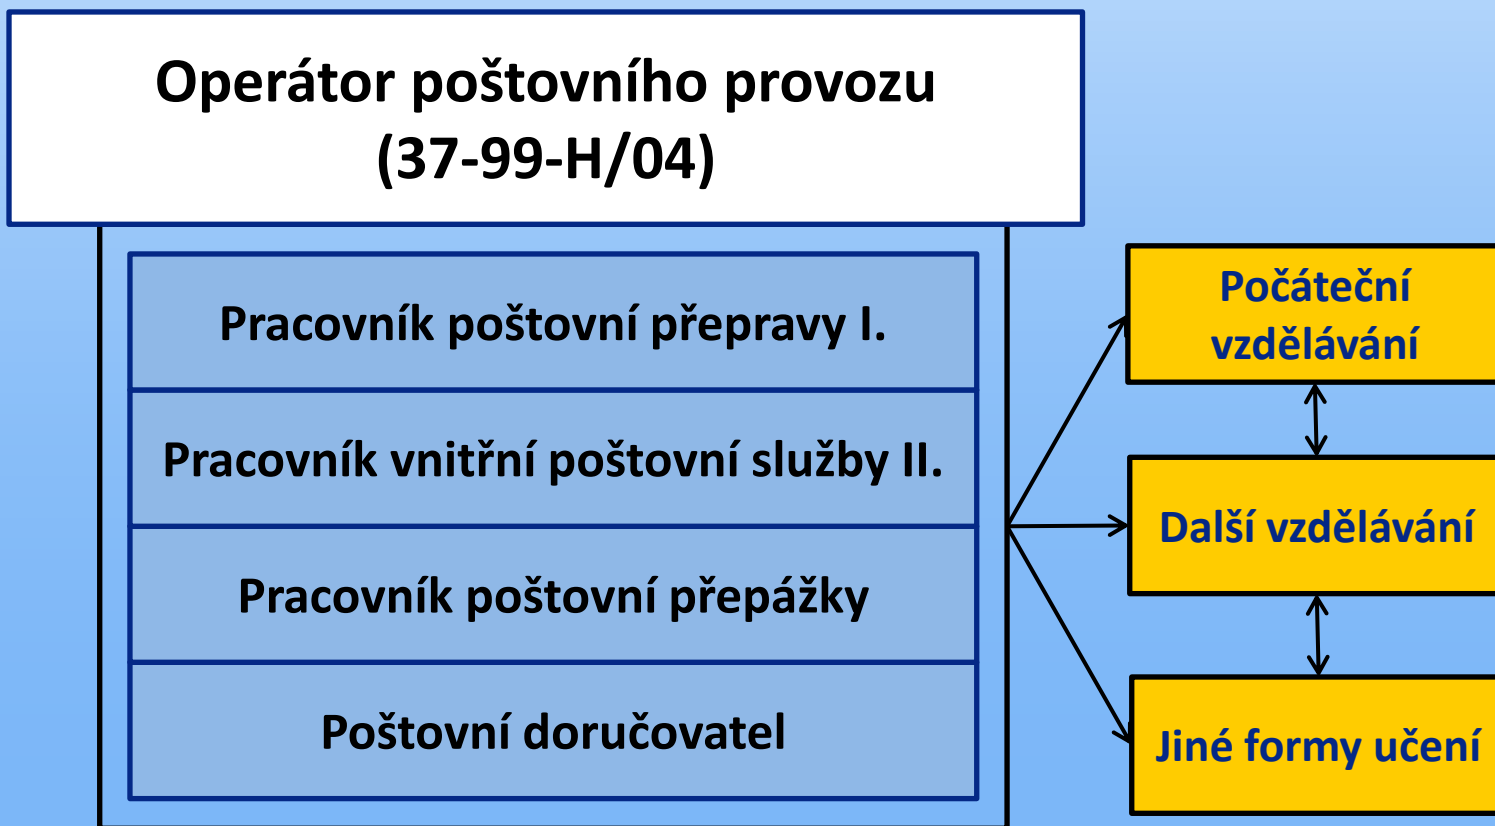 Operátor poštovního provozu
(37-99-H/04)
Pracovník poštovní přepravy I.
Pracovník vnitřní poštovní služby II.
Pracovník poštovní přepážky
Poštovní doručovatel
Počáteční
vzdělávání
Další vzdělávání
Jiné formy učení